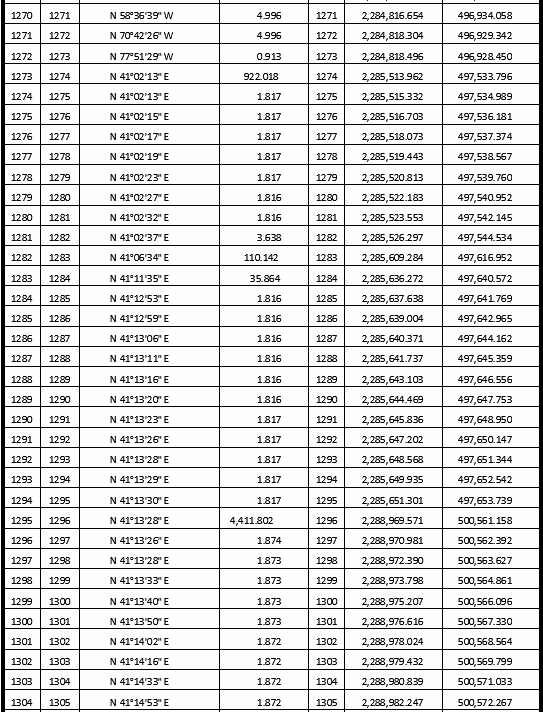 1270 1271 N 58°36'39" W 4.996 1271 2,284,816.654 496,934.058
1271 1272 N 70°42'26" W 4.996 1272 2,284,818.304 496,929.342
1272 1273 N 77°51'29" W 0.913 1273 2,284,818.496 496,928.450
1273 1274 N 41°02'13" E 922.018 1274 2,285,513.962 497,533.796
1274 1275 N 41°02'13" E 1.817 1275 2,285,515.332 497,534.989
1275 1276 N 41°02'15" E 1.817 1276 2,285,516.703 497,536.181
1276 1277 N 41°02'17" E 1.817 1277 2,285,518.073 497,537.374
1277 1278 N 41°02'19" E 1.817 1278 2,285,519.443 497,538.567
1278 1279 N 41°02'23" E 1.817 1279 2,285,520.813 497,539.760
1279 1280 N 41°02'27" E 1.816 1280 2,285,522.183 497,540.952
1280 1281 N 41°02'32" E 1.816 1281 2,285,523.553 497,542.145
1281 1282 N 41°02'37" E 3.638 1282 2,285,526.297 497,544.534
1282 1283 N 41°06'34" E 110.142 1283 2,285,609.284 497,616.952
1283 1284 N 41°11'35" E 35.864 1284 2,285,636.272 497,640.572
1284 1285 N 41°12'53" E 1.816 1285 2,285,637.638 497,641.769
1285 1286 N 41°12'59" E 1.816 1286 2,285,639.004 497,642.965
1286 1287 N 41°13'06" E 1.816 1287 2,285,640.371 497,644.162
1287 1288 N 41°13'11" E 1.816 1288 2,285,641.737 497,645.359
1288 1289 N 41°13'16" E 1.816 1289 2,285,643.103 497,646.556
1289 1290 N 41°13'20" E 1.816 1290 2,285,644.469 497,647.753
1290 1291 N 41°13'23" E 1.817 1291 2,285,645.836 497,648.950
1291 1292 N 41°13'26" E 1.817 1292 2,285,647.202 497,650.147
1292 1293 N 41°13'28" E 1.817 1293 2,285,648.568 497,651.344
1293 1294 N 41°13'29" E 1.817 1294 2,285,649.935 497,652.542
1294 1295 N 41°13'30" E 1.817 1295 2,285,651.301 497,653.739
1295 1296 N 41°13'28" E 4,411.802 1296 2,288,969.571 500,561.158
1296 1297 N 41°13'26" E 1.874 1297 2,288,970.981 500,562.392
1297 1298 N 41°13'28" E 1.873 1298 2,288,972.390 500,563.627
1298 1299 N 41°13'33" E 1.873 1299 2,288,973.798 500,564.861
1299 1300 N 41°13'40" E 1.873 1300 2,288,975.207 500,566.096
1300 1301 N 41°13'50" E 1.873 1301 2,288,976.616 500,567.330
1301 1302 N 41°14'02" E 1.872 1302 2,288,978.024 500,568.564
1302 1303 N 41°14'16" E 1.872 1303 2,288,979.432 500,569.799
1303 1304 N 41°14'33" E 1.872 1304 2,288,980.839 500,571.033
1304 1305 N 41°14'53" E 1.872 1305 2,288,982.247 500,572.267